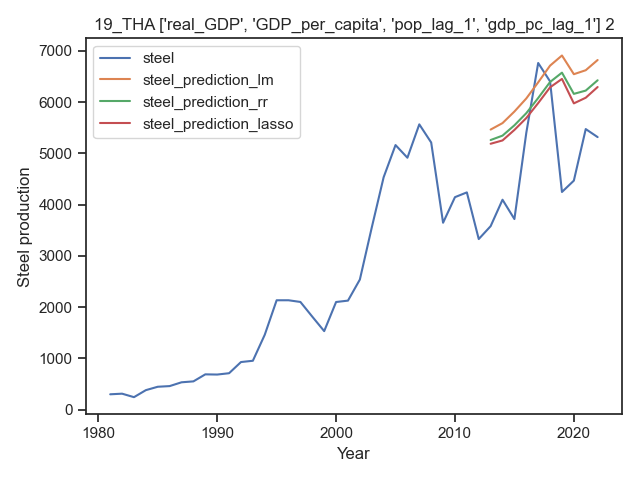 19_THA ['real_GDP', 'GDP_per_capita', 'pop_lag_1', 'gdp_pc_lag_1'] 2
steel
steel_prediction_lm
steel_prediction_rr
steel_prediction_lasso
Steel production
7000
6000
5000
4000
3000
2000
1000
0
1980
1990
2000
2010
2020
Year